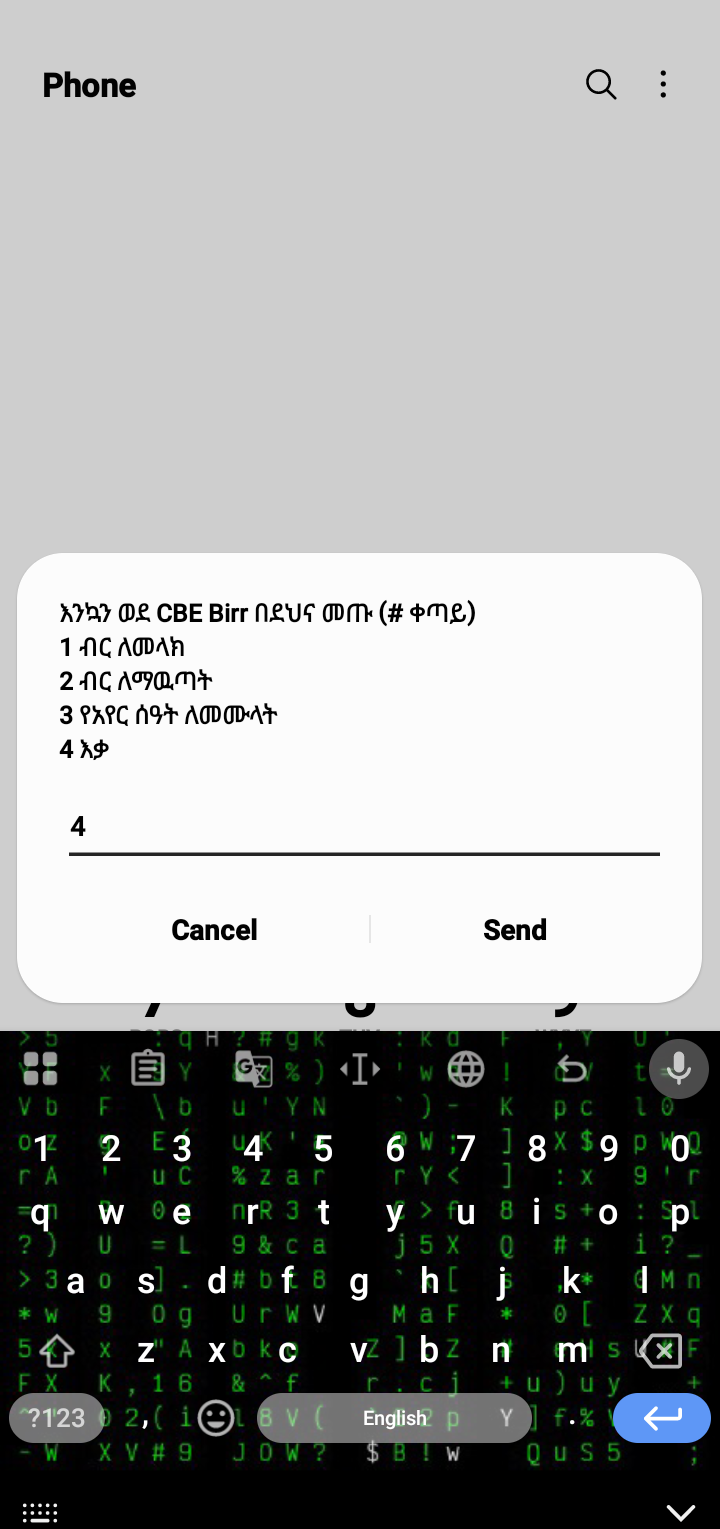 Phone
እንኳን ወደ CBE Birr በደህና መጡ (# ቀጣይ)
1 ብር ለመላክ
2 ብር ለማዉጣት
3 የአየር ሰዓት ለመሙላት
4 እቃ
4
Cancel
Send
1 2 3 4 5 6 7 8 9 0
q w e r t y u i o p
a s d f g h j k l
z x c v b n m
?123 , English .